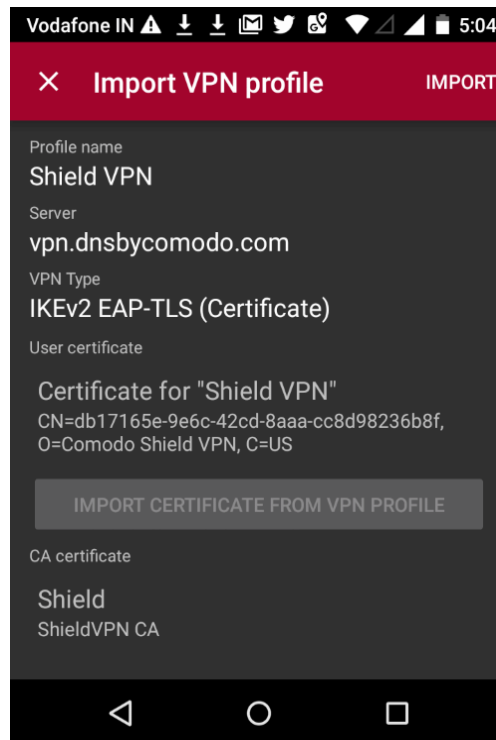 Vodafone IN 5:04
Import VPN profile IMPORT
Profile name
Shield VPN
Server
vpn.dnsbycomodo.com
VPN Type
IKEv2 EAP-TLS (Certificate)
User certificate
Certificate for "Shield VPN"
CN=db17165e-9e6c-42cd-8aaa-cc8d98236b8f,
O=Comodo Shield VPN, C=US
IMPORT CERTIFICATE FROM VPN PROFILE
CA certificate
Shield
ShieldVPN CA